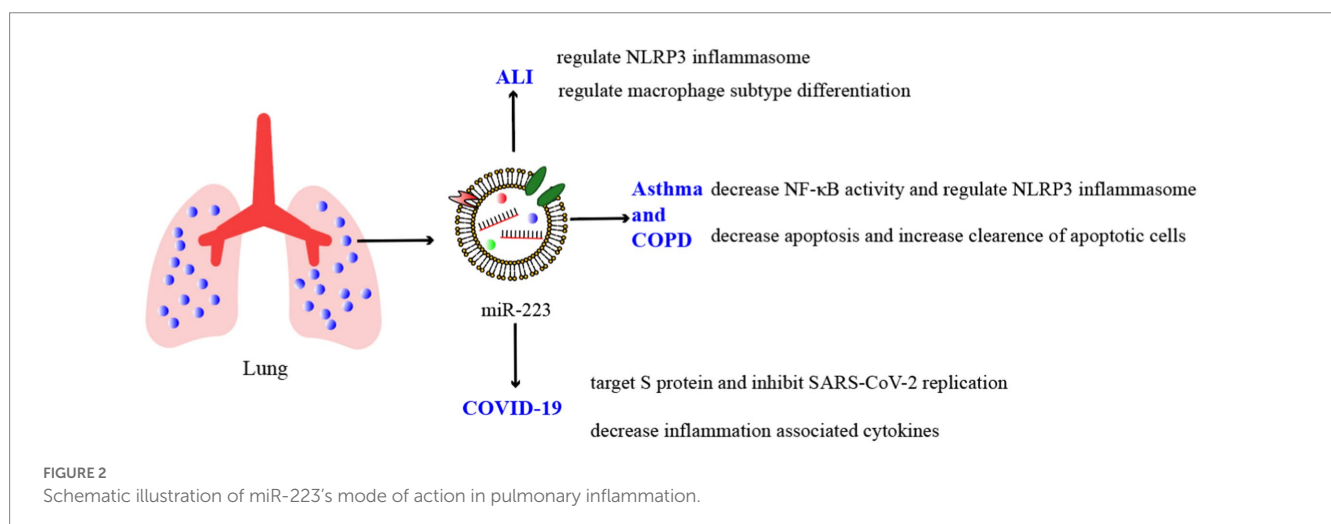 regulate NLRP3 inflammasome
ALI
regulate macrophage subtype differentiation
Asthma decrease NF-κB activity and regulate NLRP3 inflammasome
and
COPD decrease apoptosis and increase clearence of apoptotic cells
miR-223
Lung
target S protein and inhibit SARS-CoV-2 replication
COVID-19
decrease inflammation associated cytokines
FIGURE 2
Schematic illustration of miR-223's mode of action in pulmonary inflammation.